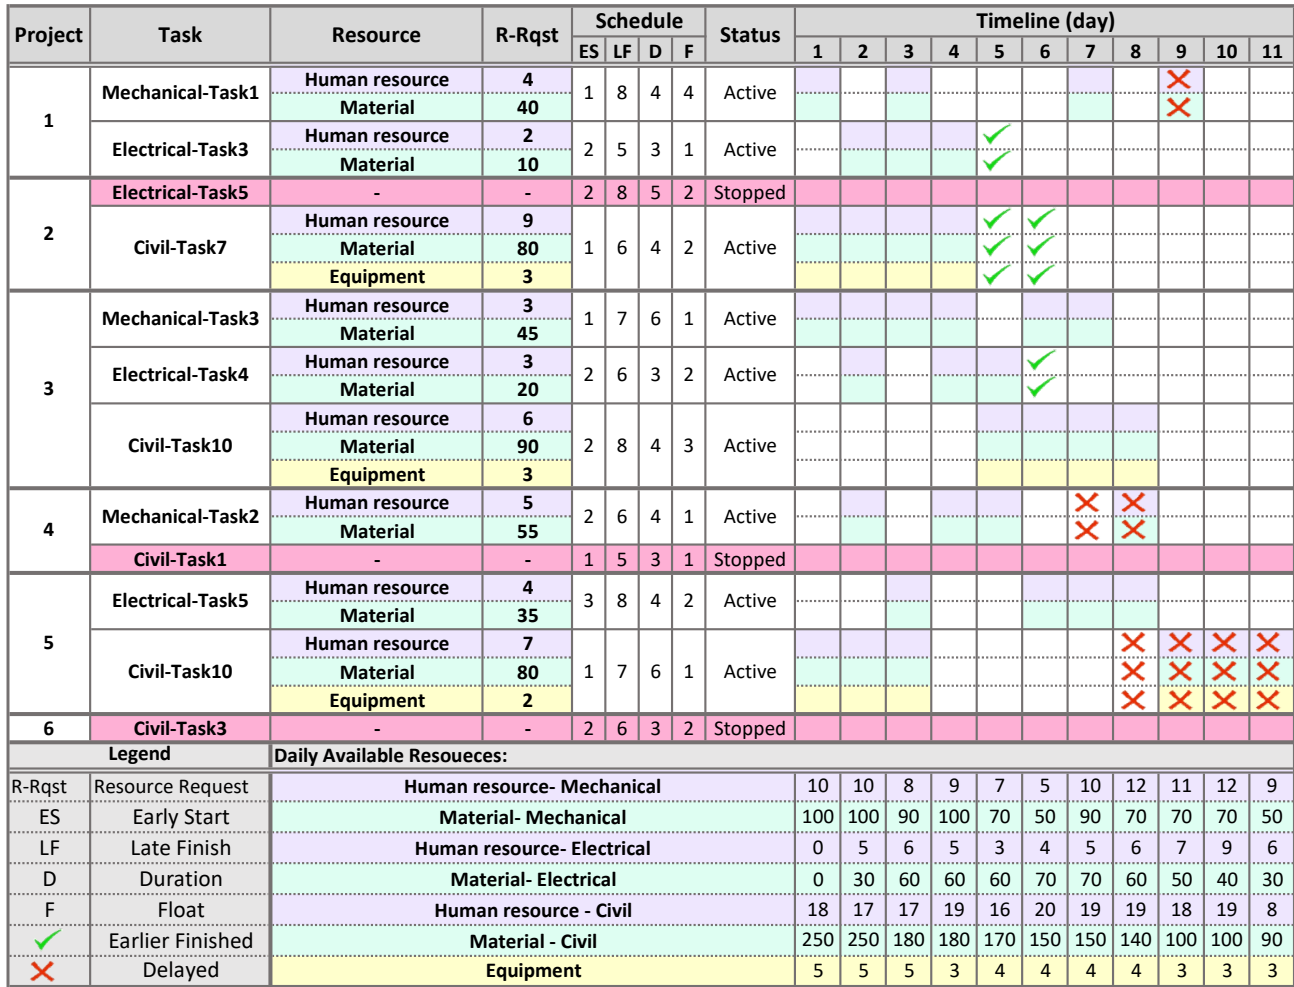 Project Task Resource R-Rqst Schedule Status Timeline (day)
ES LF D F 1 2 3 4 5 6 7 8 9 10 11
1 Mechanical-Task1 Human resource 4 1 8 4 4 Active
Material 40
Electrical-Task3 Human resource 2 2 5 3 1 Active
Material 10
2 Electrical-Task5 - - 2 8 5 2 Stopped
Civil-Task7 Human resource 9 1 6 4 2 Active
Material 80
Equipment 3
3 Mechanical-Task3 Human resource 3 1 7 6 1 Active
Material 45
Electrical-Task4 Human resource 3 2 6 3 2 Active
Material 20
Civil-Task10 Human resource 6 2 8 4 3 Active
Material 90
Equipment 3
4 Mechanical-Task2 Human resource 5 2 6 4 1 Active
Material 55
Civil-Task1 - - 1 5 3 1 Stopped
5 Electrical-Task5 Human resource 4 3 8 4 2 Active
Material 35
Civil-Task10 Human resource 7 1 7 6 1 Active
Material 80
Equipment 2
6 Civil-Task3 - - 2 6 3 2 Stopped
Legend Daily Available Resoueces:
R-Rqst Resource Request Human resource- Mechanical 10 10 8 9 7 5 10 12 11 12 9
ES Early Start Material- Mechanical 100 100 90 100 70 50 90 70 70 70 50
LF Late Finish Human resource- Electrical 0 5 6 5 3 4 5 6 7 9 6
D Duration Material- Electrical 0 30 60 60 60 70 70 60 50 40 30
F Float Human resource - Civil 18 17 17 19 16 20 19 19 18 19 8
Earlier Finished Material - Civil 250 250 180 180 170 150 150 140 100 100 90
Delayed Equipment 5 5 5 3 4 4 4 4 3 3 3